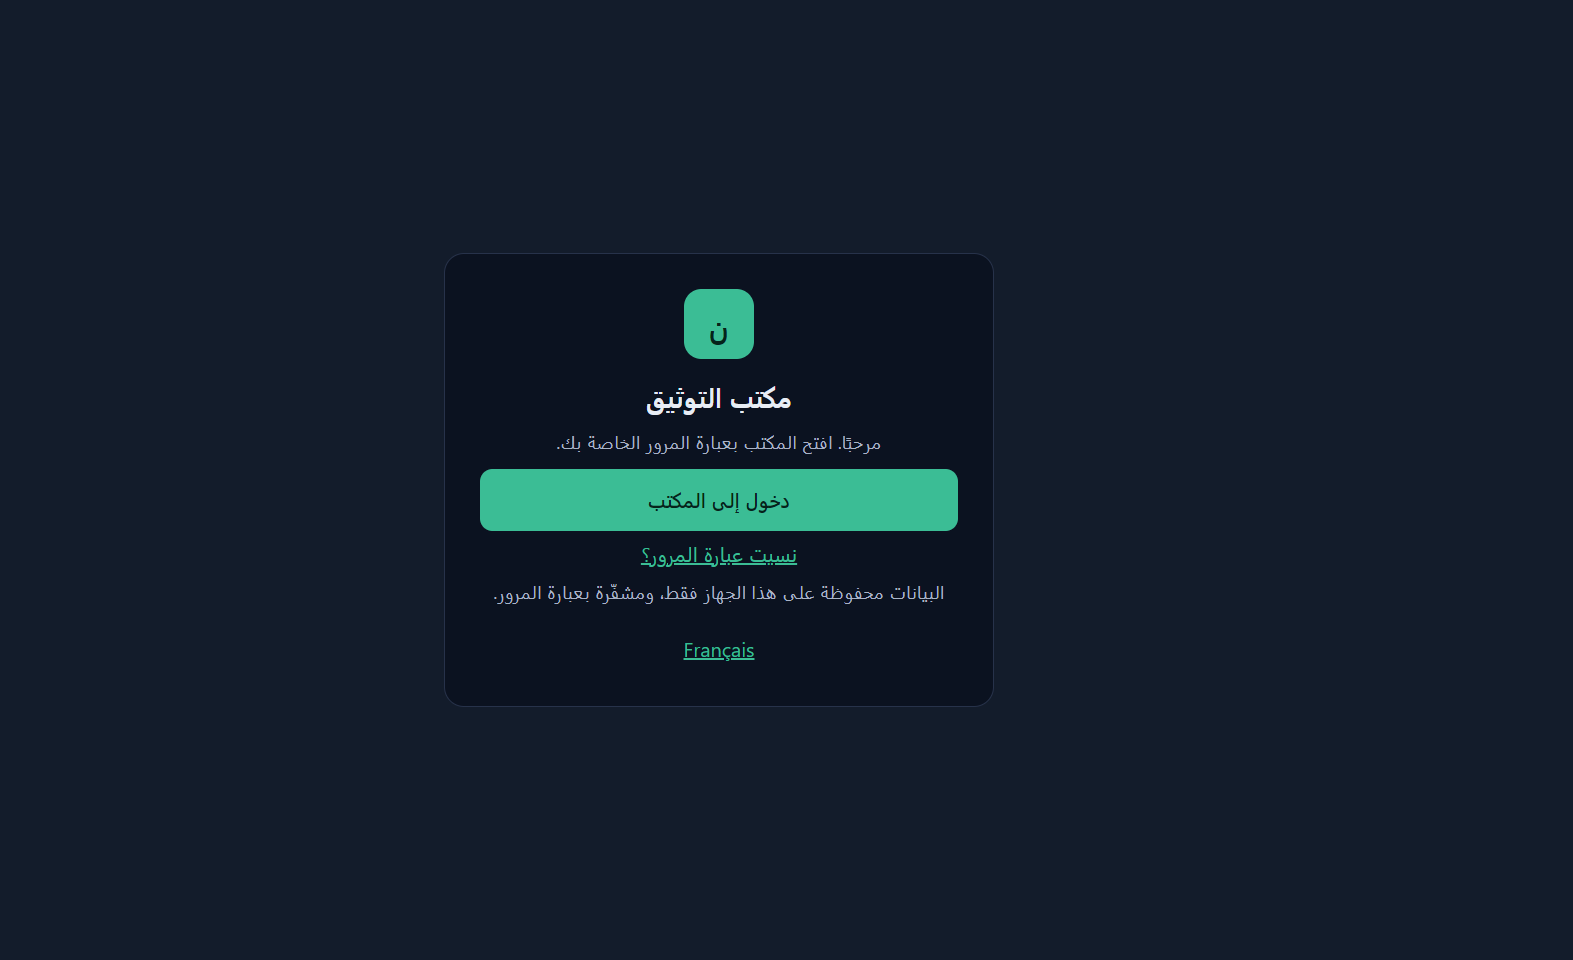 ن
مكتب التوثيق
مرحبًا. افتح المكتب بعبارة المرور الخاصة بك.
دخول إلى المكتب
نسيت عبارة المرور؟
البيانات محفوظة على هذا الجهاز فقط، ومشفّرة بعبارة المرور.
Français